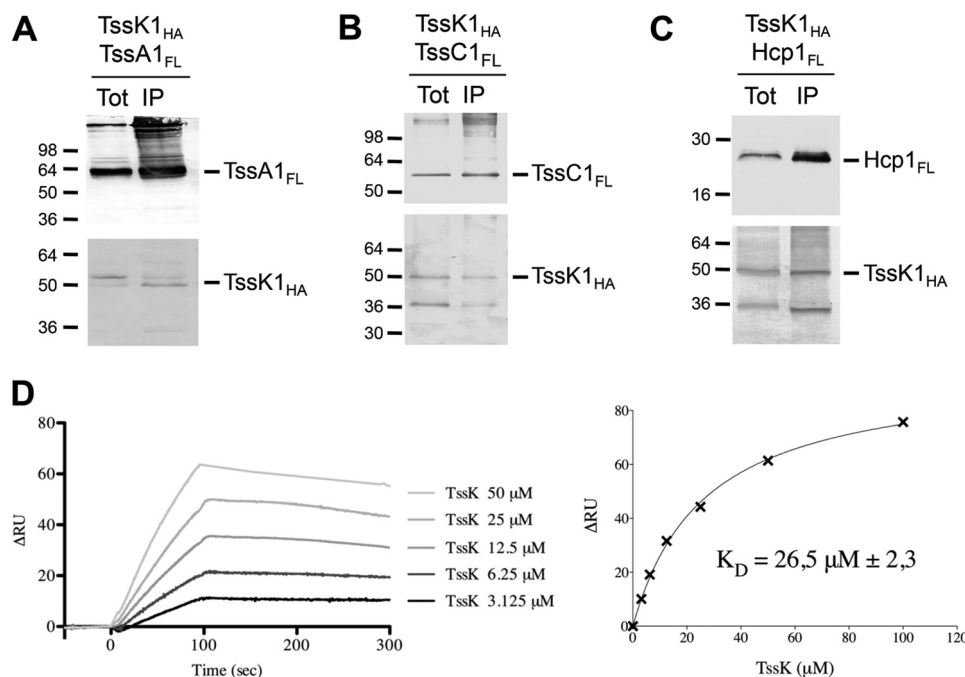 A
TssK1HA
TssA1FL
Tot IP
98
64
50
36
TssA1FL
64
50
36
TssK1HA
B
TssK1HA
TssC1FL
Tot IP
98
64
50
TssC1FL
64
50
36
30
TssK1HA
C
TssK1HA
Hcp1FL
Tot IP
30
16
Hcp1FL
64
50
36
TssK1HA
D
80
60
40
20
0
ΔRU
0 100 200 300
Time (sec)
TssK 50 μM
TssK 25 μM
TssK 12.5 μM
TssK 6.25 μM
TssK 3.125 μM
80
60
40
20
0
ΔRU
KD = 26,5 μM ± 2,3
0 20 40 60 80 100
TssK (μM)